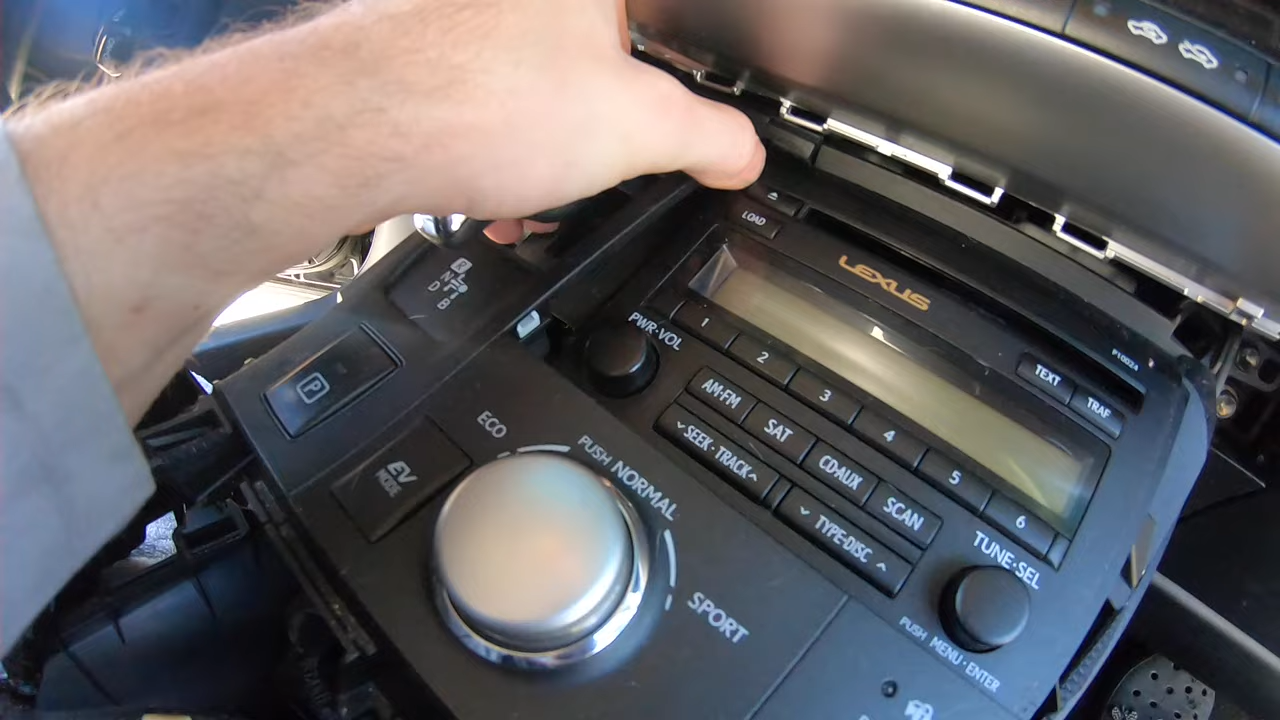 LOAD
LEXUS
P10024
PWR·VOL
1
2
3
4
5
6
TEXT
TRAF
AM·FM
SAT
CD·AUX
SCAN
SEEK·TRACK
TYPE·DISC
TUNE·SEL
PUSH MENU·ENTER
P
N
D
B
P
EV
MODE
ECO
PUSH NORMAL
SPORT